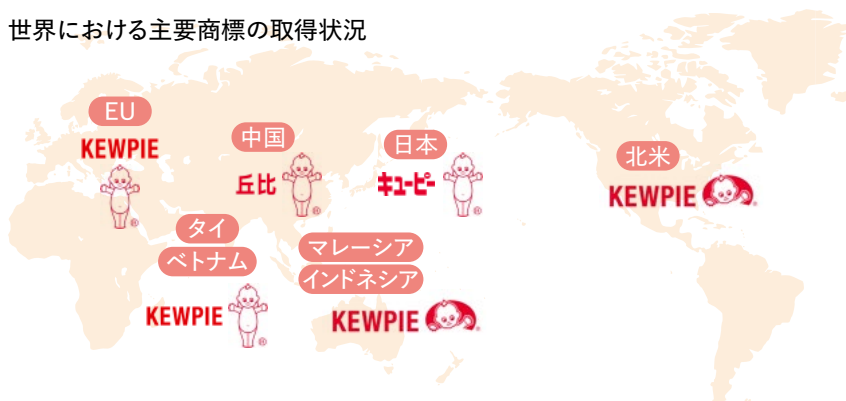 世界における主要商標の取得状況
EU
KEWPIE
®
中国
丘比
®
日本
キユーピー
®
北米
KEWPIE
®
タイ
ベトナム
KEWPIE
®
マレーシア
インドネシア
KEWPIE
®